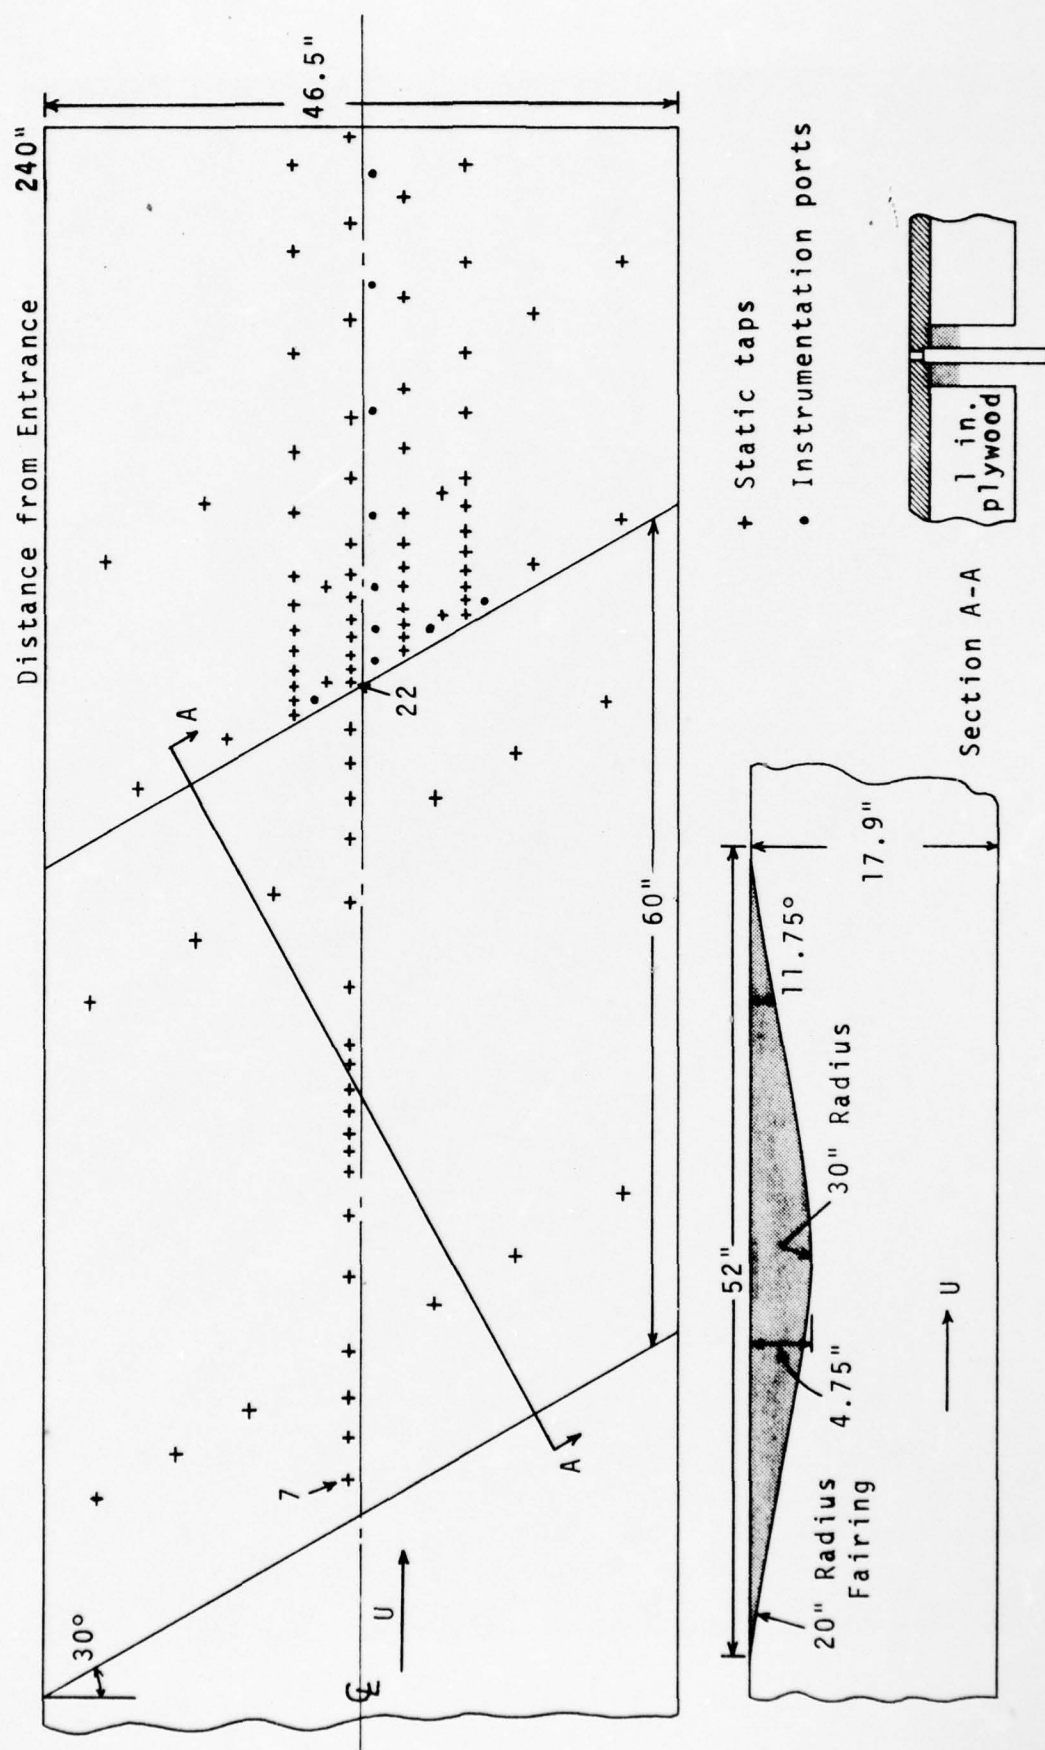 Distance from Entrance 240"
46.5"
30°
A
7
22
U
℄
A
60"
+ Static taps
• Instrumentation ports
52"
11.75°
17.9"
30" Radius
4.75"
20" Radius
Fairing
U
1 in.
plywood
Section A-A